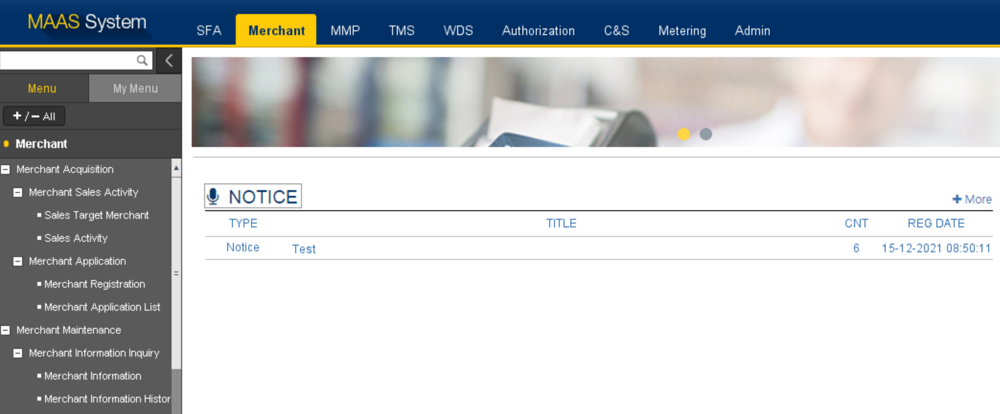 MAAS System
SFA Merchant MMP TMS WDS Authorization C&S Metering Admin
Menu My Menu
+ / - All
Merchant
Merchant Acquisition
Merchant Sales Activity
Sales Target Merchant
Sales Activity
Merchant Application
Merchant Registration
Merchant Application List
Merchant Maintenance
Merchant Information Inquiry
Merchant Information
Merchant Information Histor
NOTICE
+ More
TYPE TITLE CNT REG DATE
Notice Test 6 15-12-2021 08:50:11